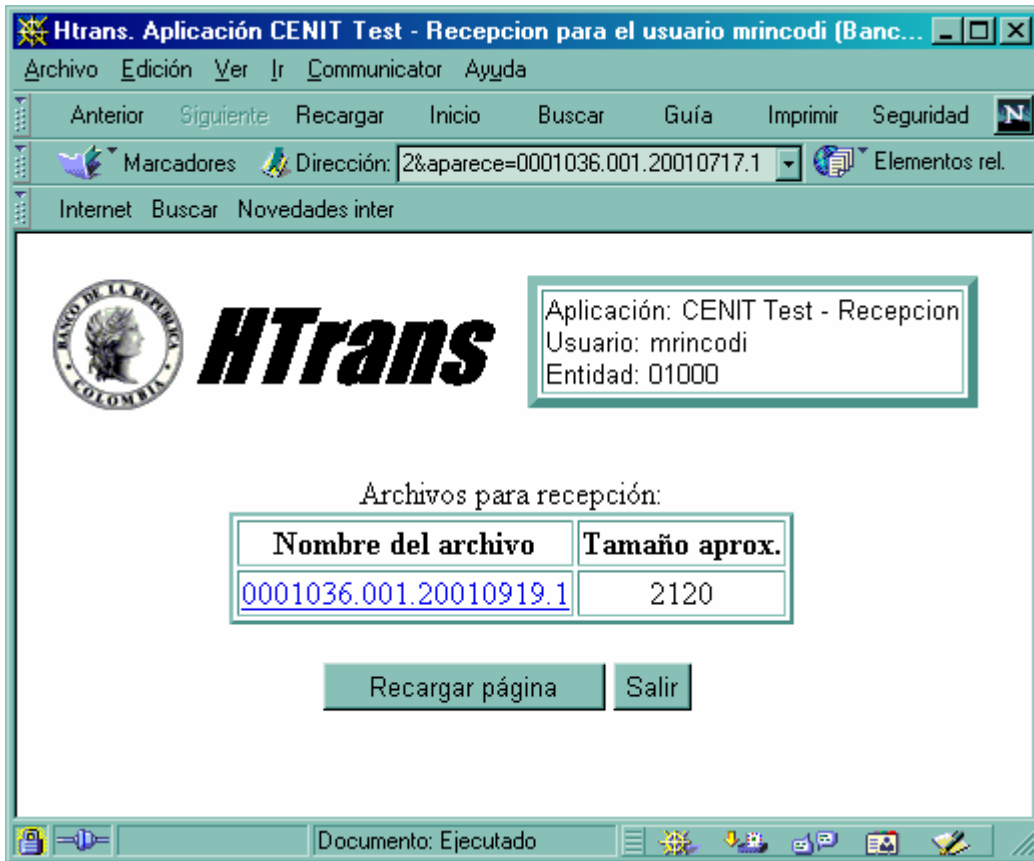 Htrans. Aplicación CENIT Test - Recepcion para el usuario mrincodi (Banc...
Archivo Edición Ver Ir Communicator Ayuda
Anterior Siguiente Recargar Inicio Buscar Guía Imprimir Seguridad N
Marcadores Dirección: 2&aparece=0001036.001.20010717.1 Elementos rel.
Internet Buscar Novedades inter
BANCO DE LA REPUBLICA
COLOMBIA
HTrans
Aplicación: CENIT Test - Recepcion
Usuario: mrincodi
Entidad: 01000
Archivos para recepción:
Nombre del archivo Tamaño aprox.
0001036.001.20010919.1 2120
Recargar página Salir
Documento: Ejecutado